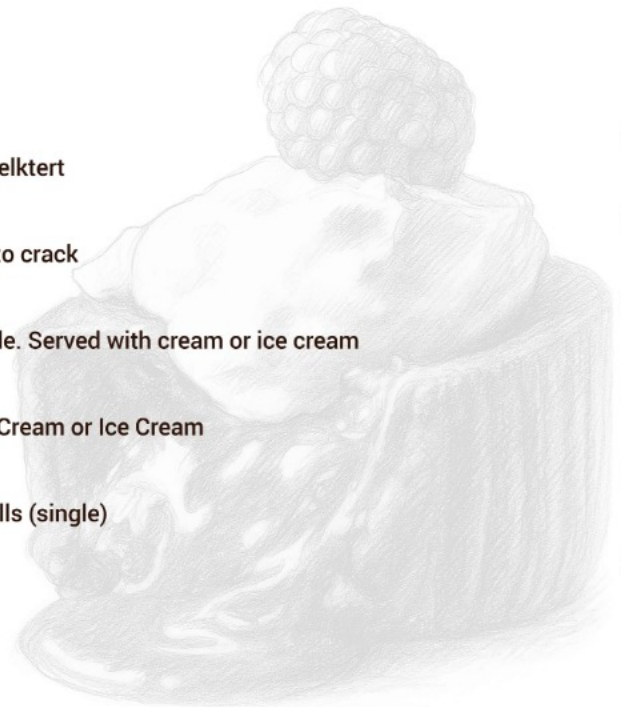 elktert
to crack
le. Served with cream or ice cream
Cream or Ice Cream
lls (single)